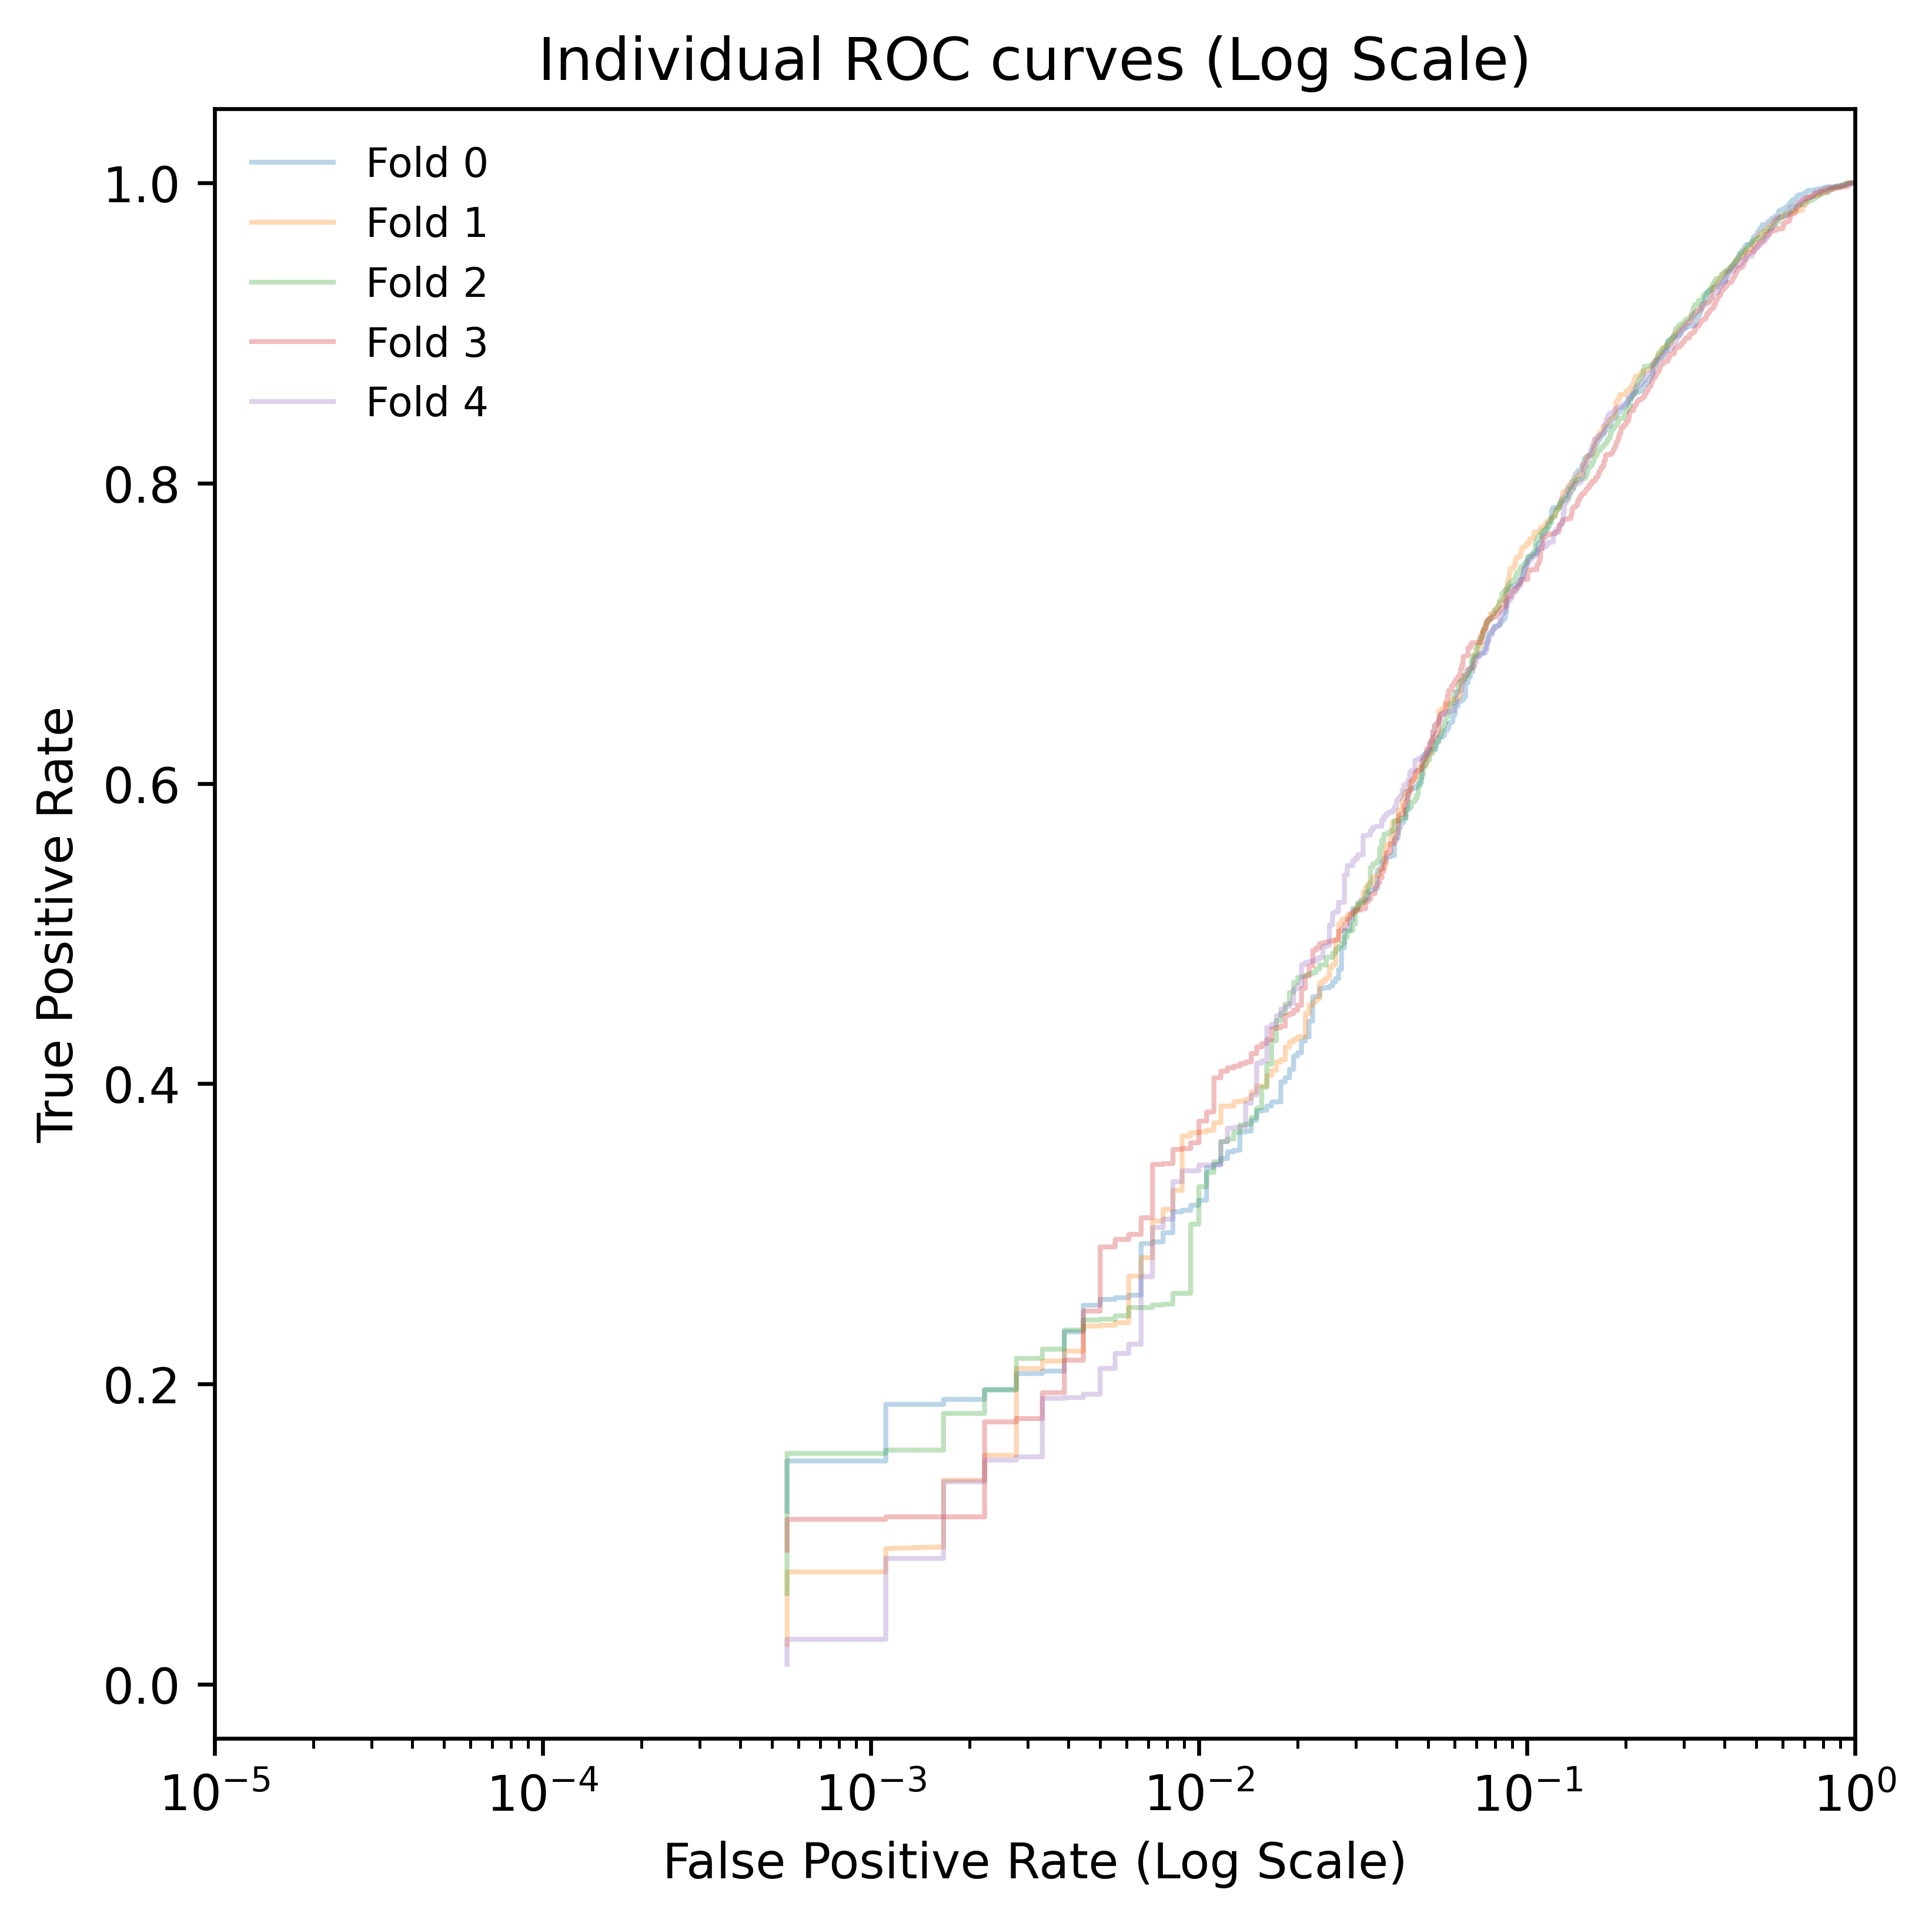 Individual ROC curves (Log Scale)
Fold 0
Fold 1
Fold 2
Fold 3
Fold 4
1.0
0.8
0.6
0.4
0.2
0.0
True Positive Rate
10⁻⁵ 10⁻⁴ 10⁻³ 10⁻² 10⁻¹ 10⁰
False Positive Rate (Log Scale)